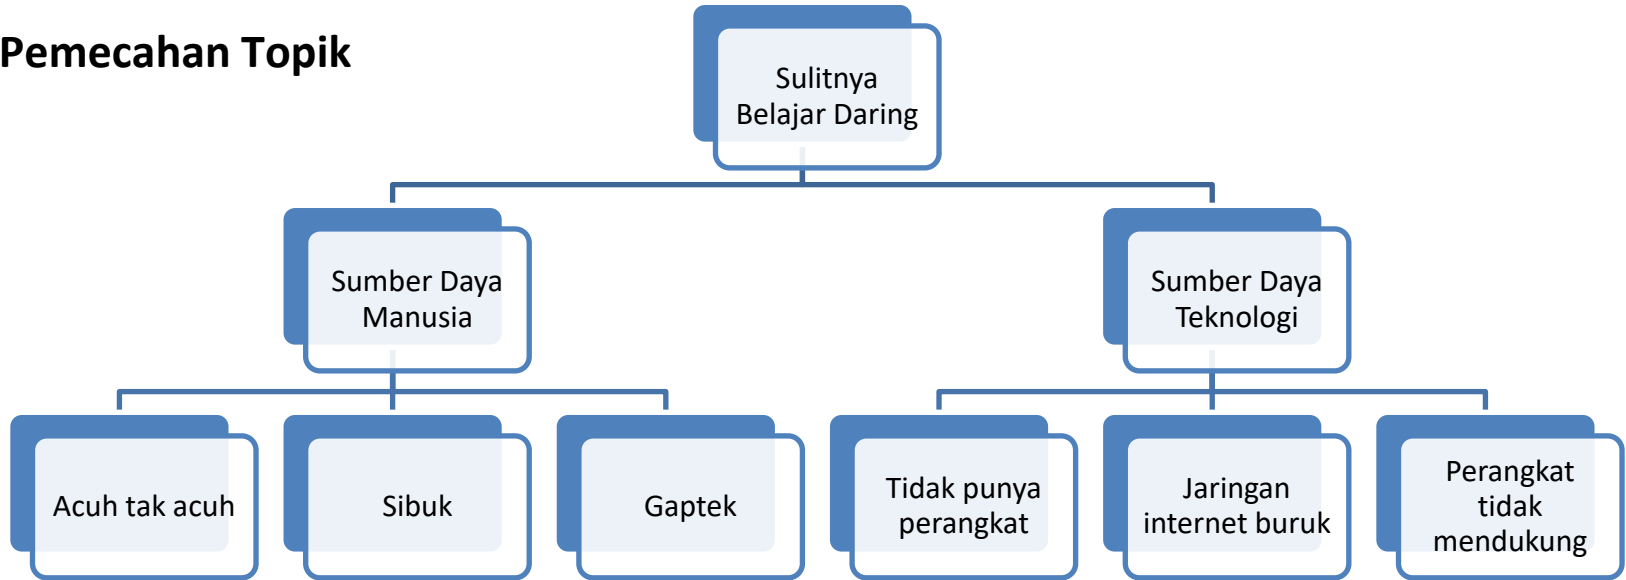 Pemecahan Topik
Sulitnya
Belajar Daring
Sumber Daya
Manusia
Sumber Daya
Teknologi
Acuh tak acuh
Sibuk
Gaptek
Tidak punya
perangkat
Jaringan
internet buruk
Perangkat
tidak
mendukung